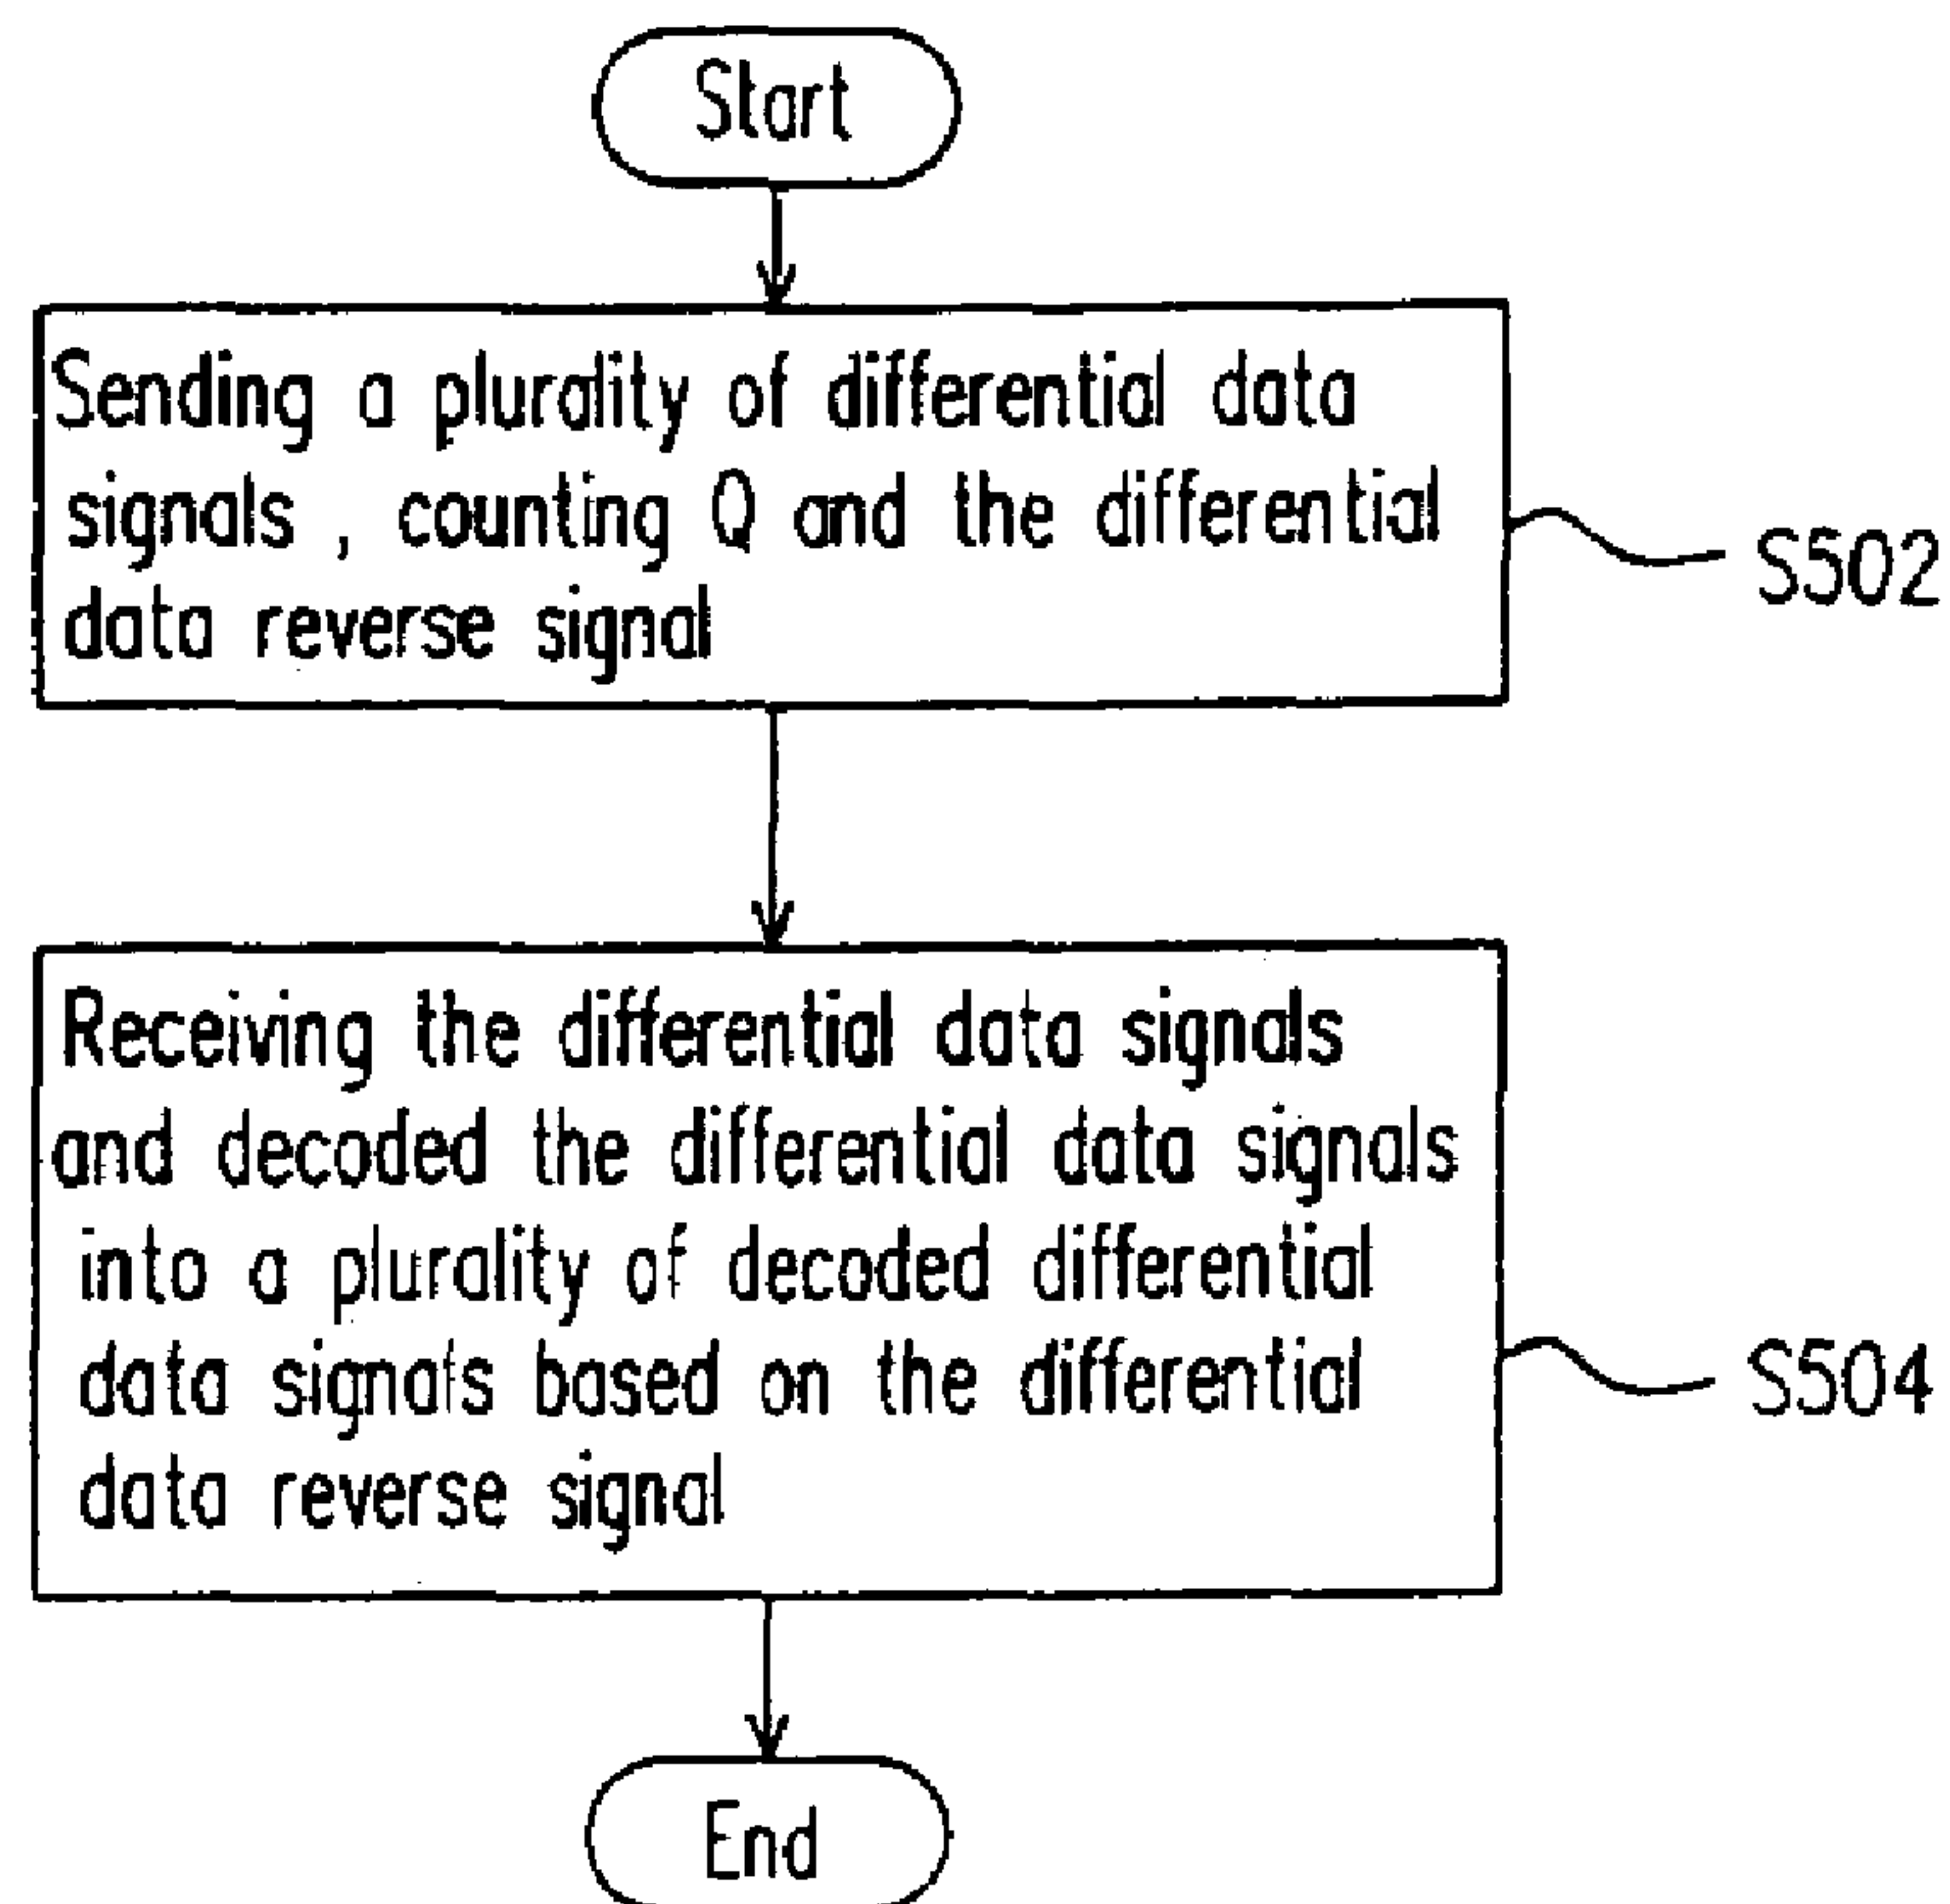 Start
Sending a plurality of differential data
signals , counting Q and the differential
data reverse signal
S502
Receiving the differential data signals
and decoded the differential data signals
into a plurality of decoded differential
data signals based on the differential
data reverse signal
S504
End